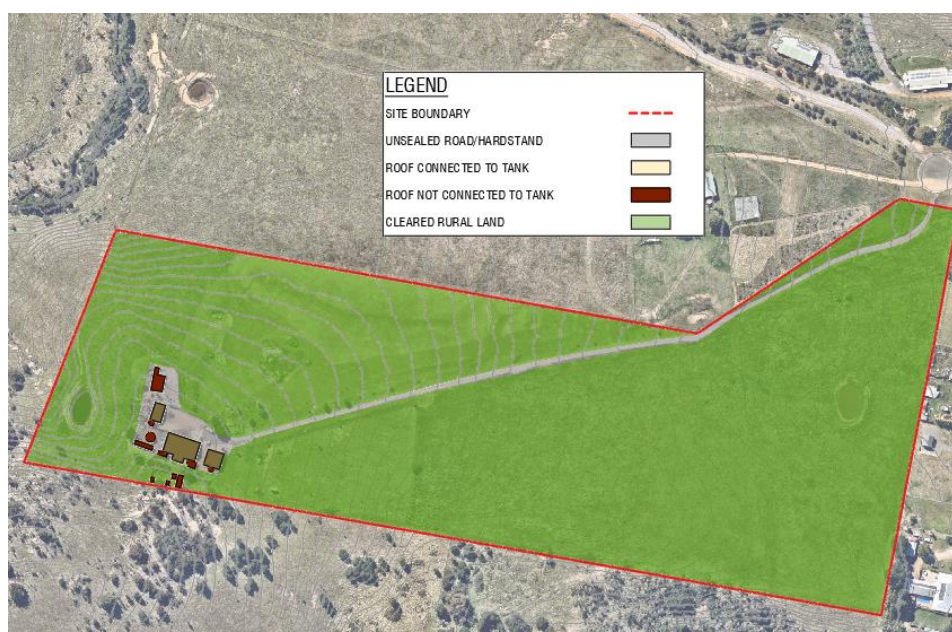 LEGEND
SITE BOUNDARY
UNSEALED ROAD/HARDSTAND
ROOF CONNECTED TO TANK
ROOF NOT CONNECTED TO TANK
CLEARED RURAL LAND